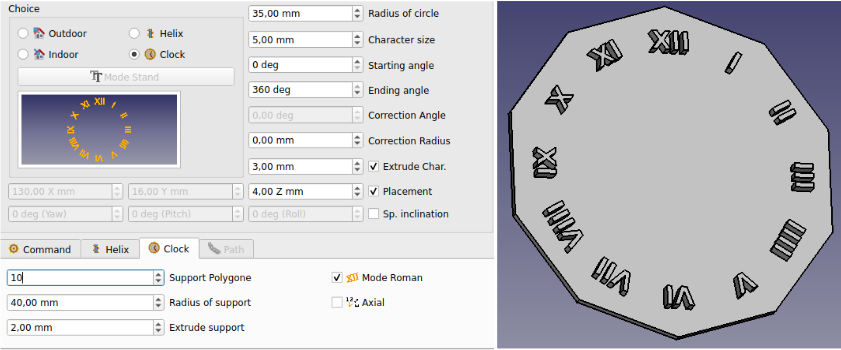 Choice
Outdoor
Helix
Indoor
Clock
Mode Stand
XII
I
II
III
IIII
V
VI
VII
VIII
IX
X
XI
130,00 mm X
16,00 Y mm
0 deg (Yaw)
0 deg (Pitch)
0 deg (Roll)
35,00 mm Radius of circle
5,00 mm Character size
0 deg Starting angle
360 deg Ending angle
0,00 deg Correction Angle
0,00 mm Correction Radius
3,00 mm Extrude Char.
4,00 Z mm Placement
Sp. inclination
Command
Helix
Clock
Path
10 Support Polygone
Mode Roman
40,00 mm Radius of support
Axial
2,00 mm Extrude support
XII
I
II
III
IIII
V
VI
VII
VIII
XI
X
IX